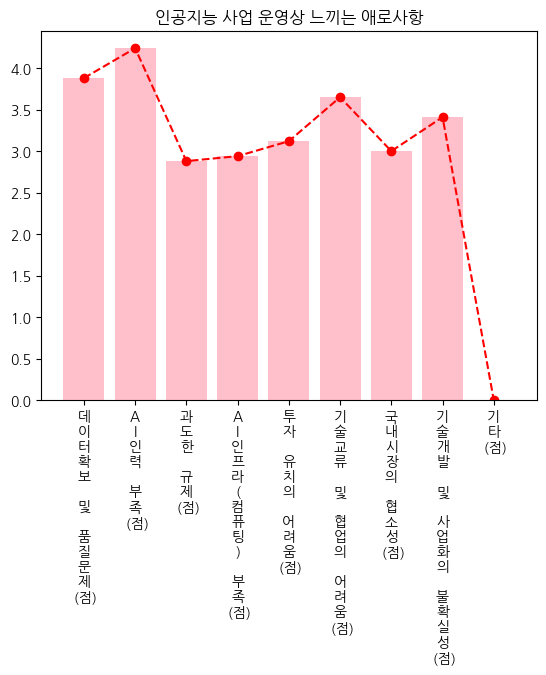 인공지능 사업 운영상 느끼는 애로사항
4.0
3.5
3.0
2.5
2.0
1.5
1.0
0.5
0.0
데이터확보 및 품질문제(점)
AI인력 부족(점)
과도한 규제(점)
AI인프라(컴퓨팅) 부족(점)
투자 유치의 어려움(점)
기술교류 및 협업의 어려움(점)
국내시장의 협소성(점)
기술개발 및 사업화의 불확실성(점)
기타(점)